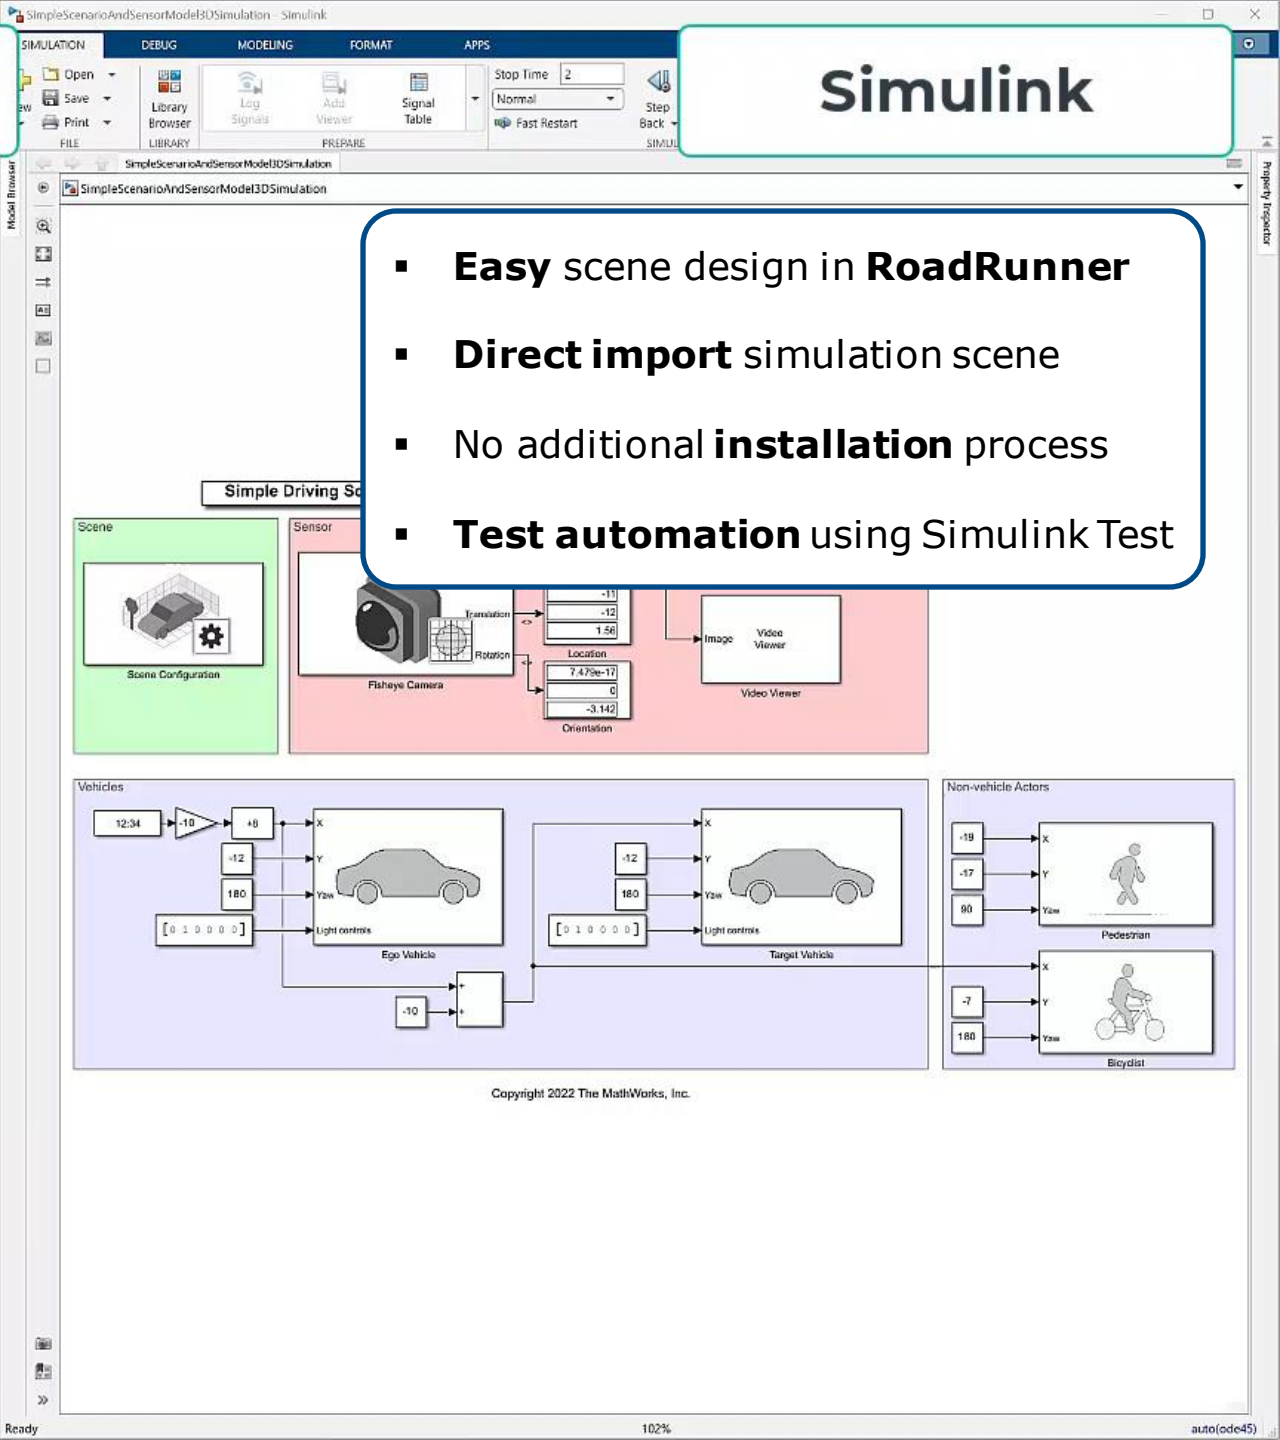 SimpleScenarioAndSensorModel3DSimulation - Simulink
SIMULATION DEBUG MODELING FORMAT APPS
Simulink
Open
Save
Print
FILE
Library Browser
LIBRARY
Log Signals
Add Viewer
Signal Table
PREPARE
Stop Time 2
Normal
Fast Restart
Step Back
SimpleScenarioAndSensorModel3DSimulation
SimpleScenarioAndSensorModel3DSimulation
Model Browser
Property Inspector
▪ Easy scene design in RoadRunner
▪ Direct import simulation scene
▪ No additional installation process
▪ Test automation using Simulink Test
Simple Driving
Scene
Scene Configuration
Sensor
Translation
Rotation
Fisheye Camera
-11
-12
1.56
Location
7.479e-17
0
-3.142
Orientation
Image
Video Viewer
Video Viewer
Vehicles
12:34
-10
+8
-12
180
[0 1 0 0 0 0]
X
Y
Yaw
Light controls
Ego Vehicle
-10
+
+
-12
180
[0 1 0 0 0 0]
X
Y
Yaw
Light controls
Target Vehicle
Non-vehicle Actors
-19
-17
90
X
Y
Yaw
Pedestrian
-7
180
X
Y
Yaw
Bicyclist
Copyright 2022 The MathWorks, Inc.
Ready
102%
auto(ode45)